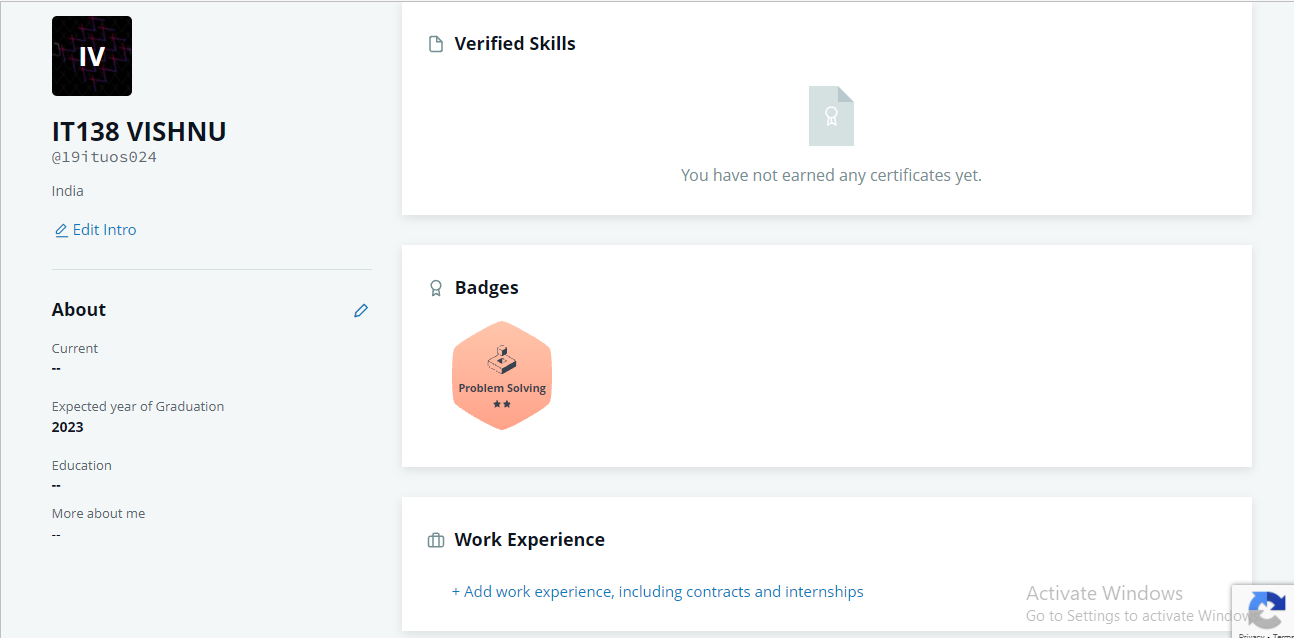 IV
IT138 VISHNU
@19ituos024
India
Edit Intro
About
Current
--
Expected year of Graduation
2023
Education
--
More about me
--
Verified Skills
You have not earned any certificates yet.
Badges
Problem Solving
Work Experience
+ Add work experience, including contracts and internships
Activate Windows
Go to Settings to activate Windows
Privacy • Terms